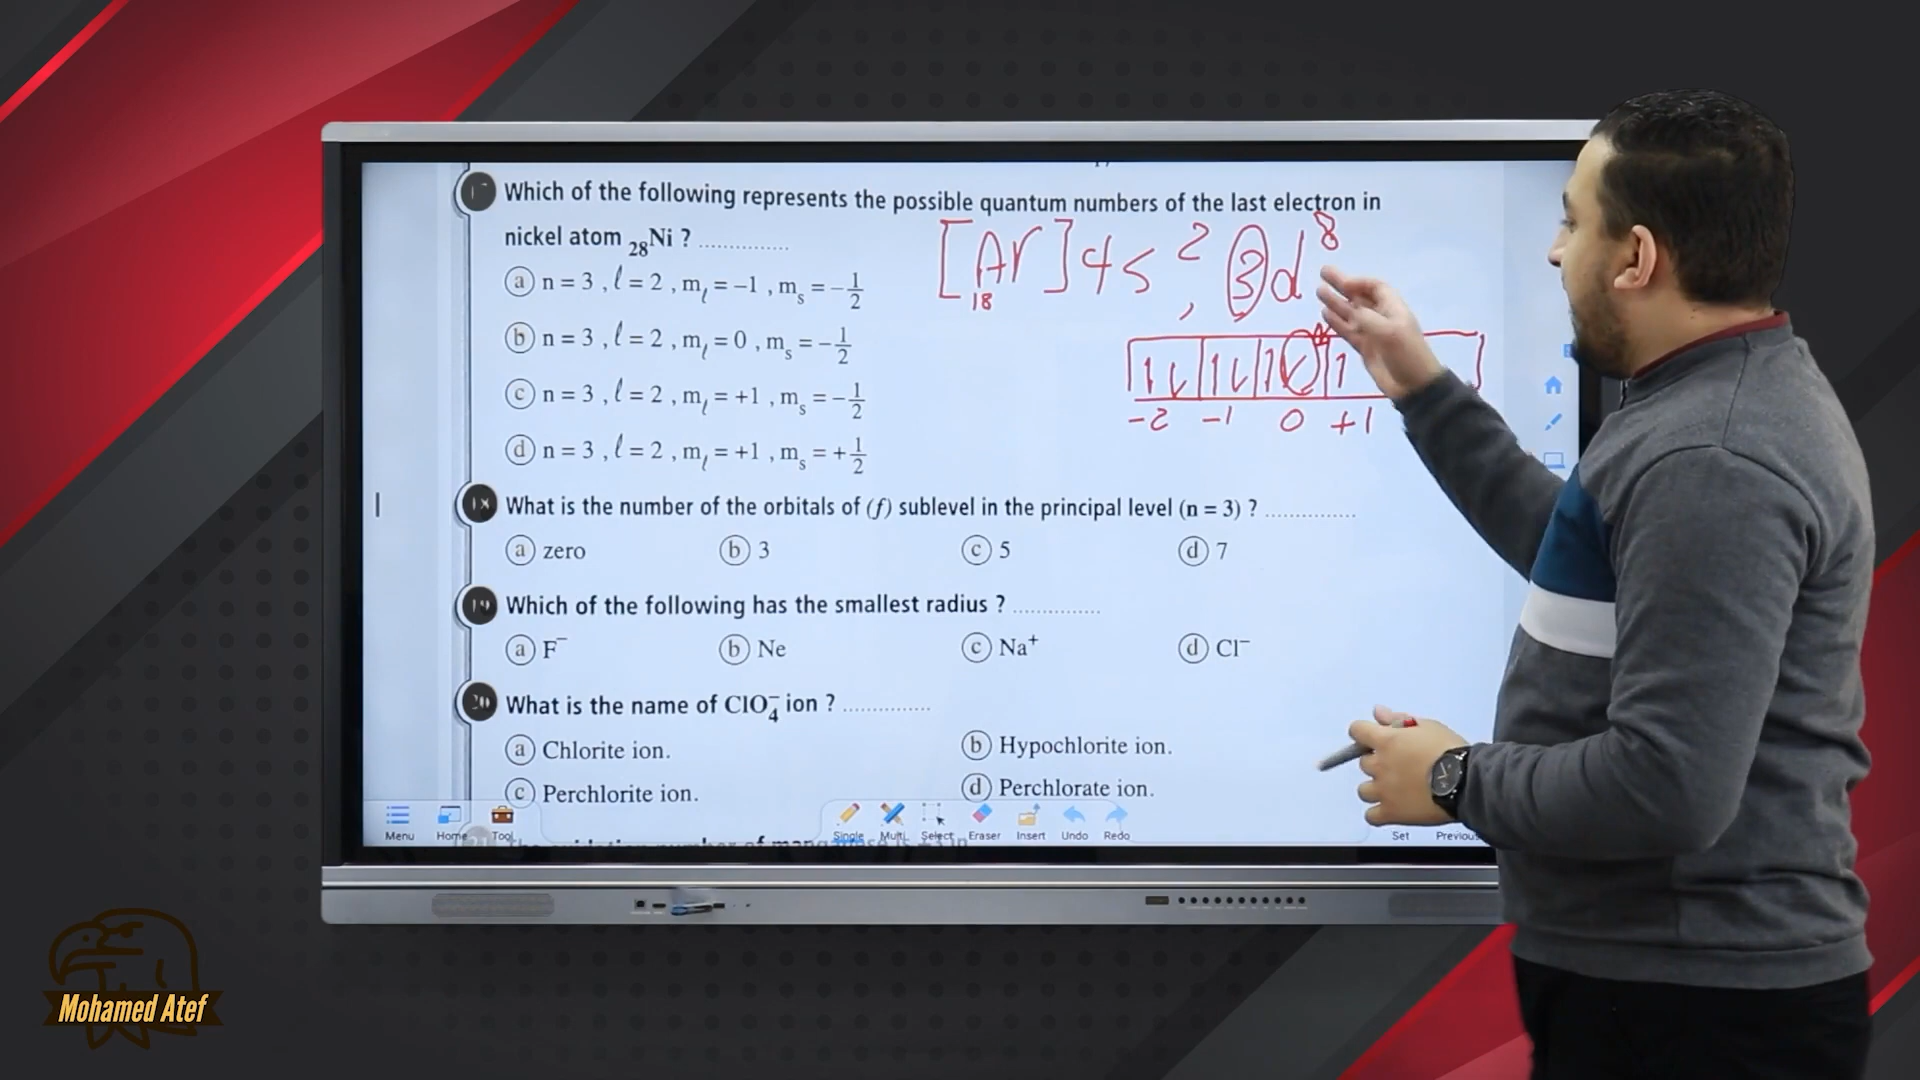 Which of the following represents the possible quantum numbers of the last electron in
nickel atom ₂₈Ni ? ..............
[Ar] 4s², 3d⁸
18
ⓐ n = 3 , ℓ = 2 , mℓ = −1 , mₛ = −1/2
ⓑ n = 3 , ℓ = 2 , mℓ = 0 , mₛ = −1/2
ⓒ n = 3 , ℓ = 2 , mℓ = +1 , mₛ = −1/2
ⓓ n = 3 , ℓ = 2 , mℓ = +1 , mₛ = +1/2
-2 -1 0 +1
18 What is the number of the orbitals of (f) sublevel in the principal level (n = 3) ? ..............
ⓐ zero ⓑ 3 ⓒ 5 ⓓ 7
19 Which of the following has the smallest radius ? ..............
ⓐ F⁻ ⓑ Ne ⓒ Na⁺ ⓓ Cl⁻
20 What is the name of ClO₄⁻ ion ? ..............
ⓐ Chlorite ion. ⓑ Hypochlorite ion.
ⓒ Perchlorite ion. ⓓ Perchlorate ion.
Menu Home Tool Single Multi Select Eraser Insert Undo Redo Set Previous
Mohamed Atef